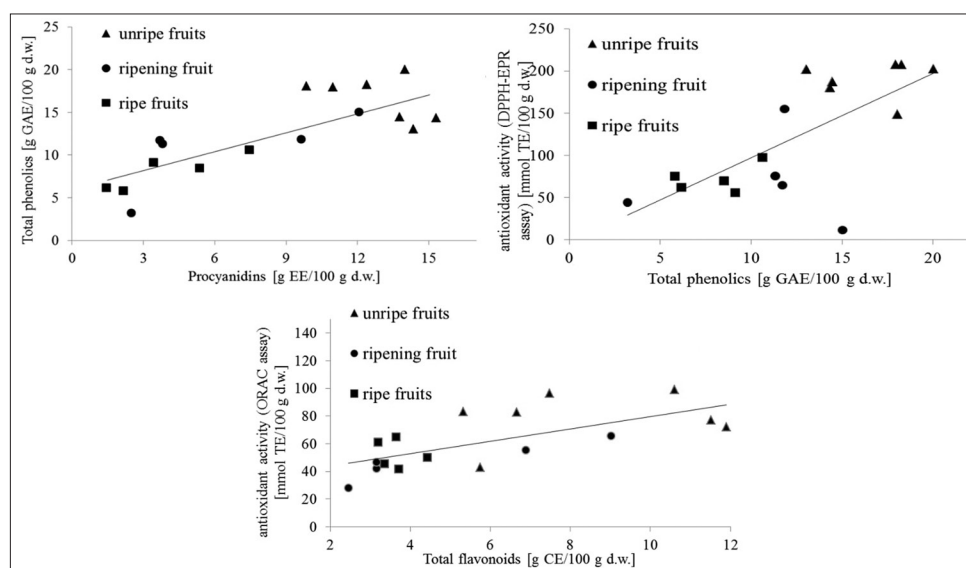 25
20
15
10
5
0
Total phenolics [g GAE/100 g d.w.]
unripe fruits
ripening fruit
ripe fruits
0 3 6 9 12 15
Procyanidins [g EE/100 g d.w.]
250
200
150
100
50
0
antioxidant activity (DPPH-EPR
assay) [mmol TE/100 g d.w.]
unripe fruits
ripening fruit
ripe fruits
0 5 10 15 20
Total phenolics [g GAE/100 g d.w.]
140
120
100
80
60
40
20
0
antioxidant activity (ORAC assay)
[mmol TE/100 g d.w.]
unripe fruits
ripening fruit
ripe fruits
2 4 6 8 10 12
Total flavonoids [g CE/100 g d.w.]